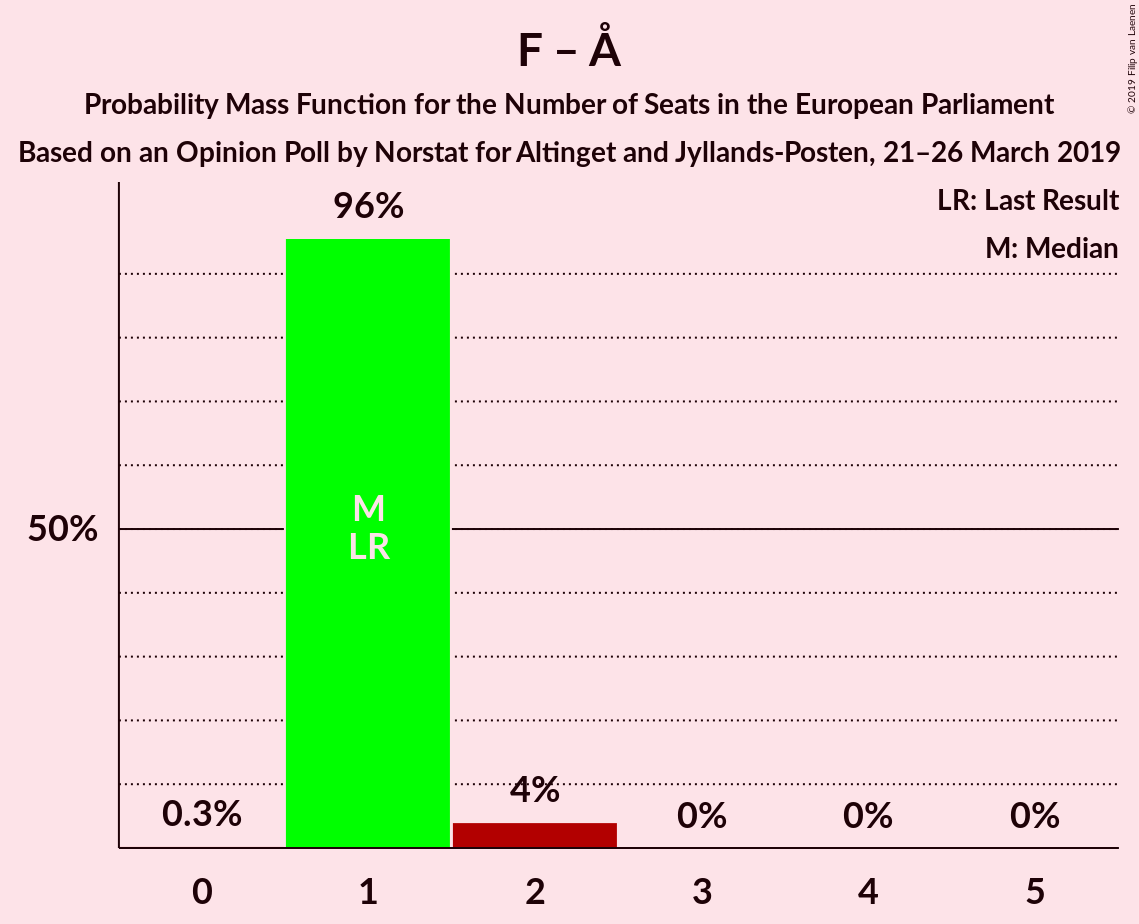 F – Å
Probability Mass Function for the Number of Seats in the European Parliament
Based on an Opinion Poll by Norstat for Altinget and Jyllands-Posten, 21–26 March 2019
© 2019 Filip van Laenen
LR: Last Result
M: Median
96%
M
LR
50%
0.3%
4%
0%
0%
0%
0
1
2
3
4
5